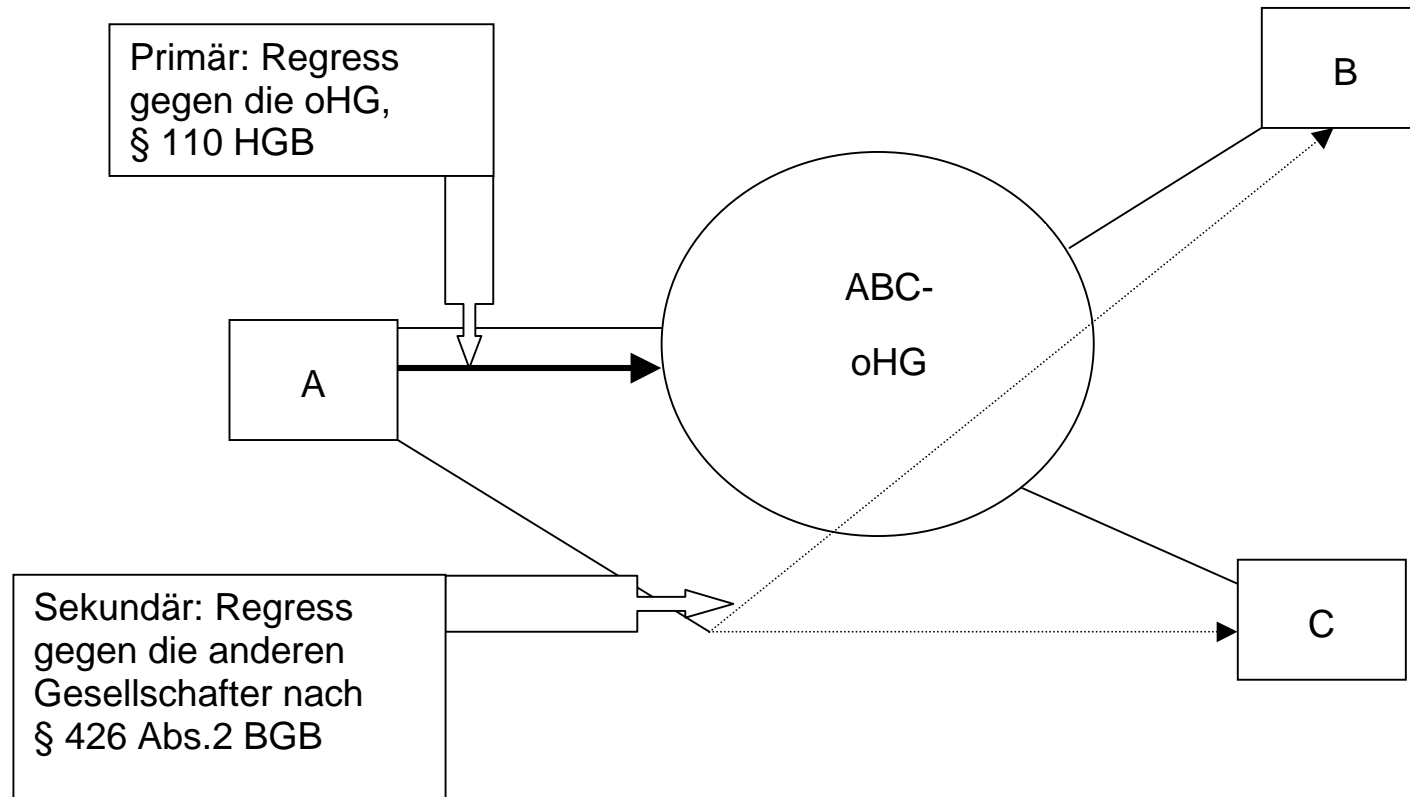 Primär: Regress
gegen die oHG,
§ 110 HGB
B
ABC-
oHG
A
Sekundär: Regress
gegen die anderen
Gesellschafter nach
§ 426 Abs.2 BGB
C